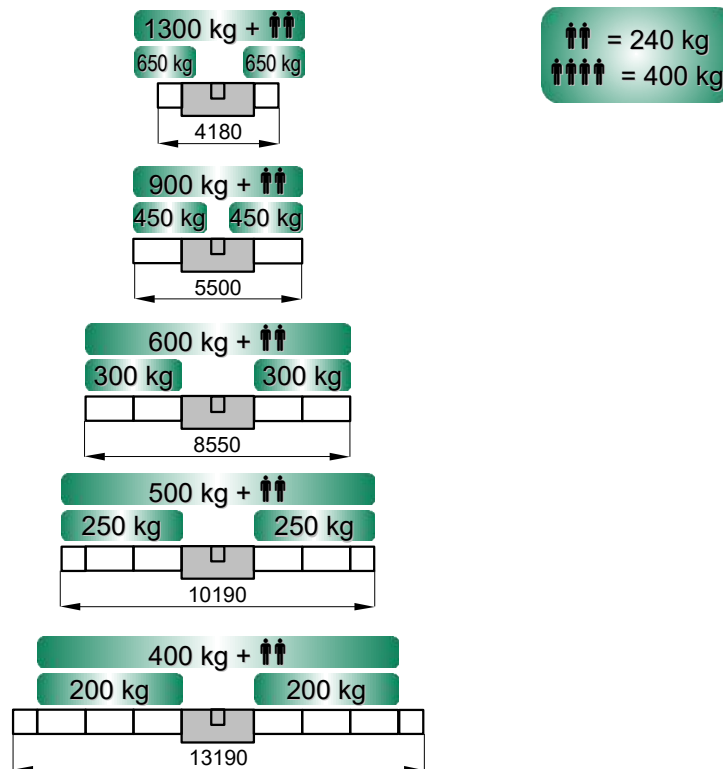 1300 kg +
650 kg 650 kg
4180
= 240 kg
= 400 kg
900 kg +
450 kg 450 kg
5500
600 kg +
300 kg 300 kg
8550
500 kg +
250 kg 250 kg
10190
400 kg +
200 kg 200 kg
13190